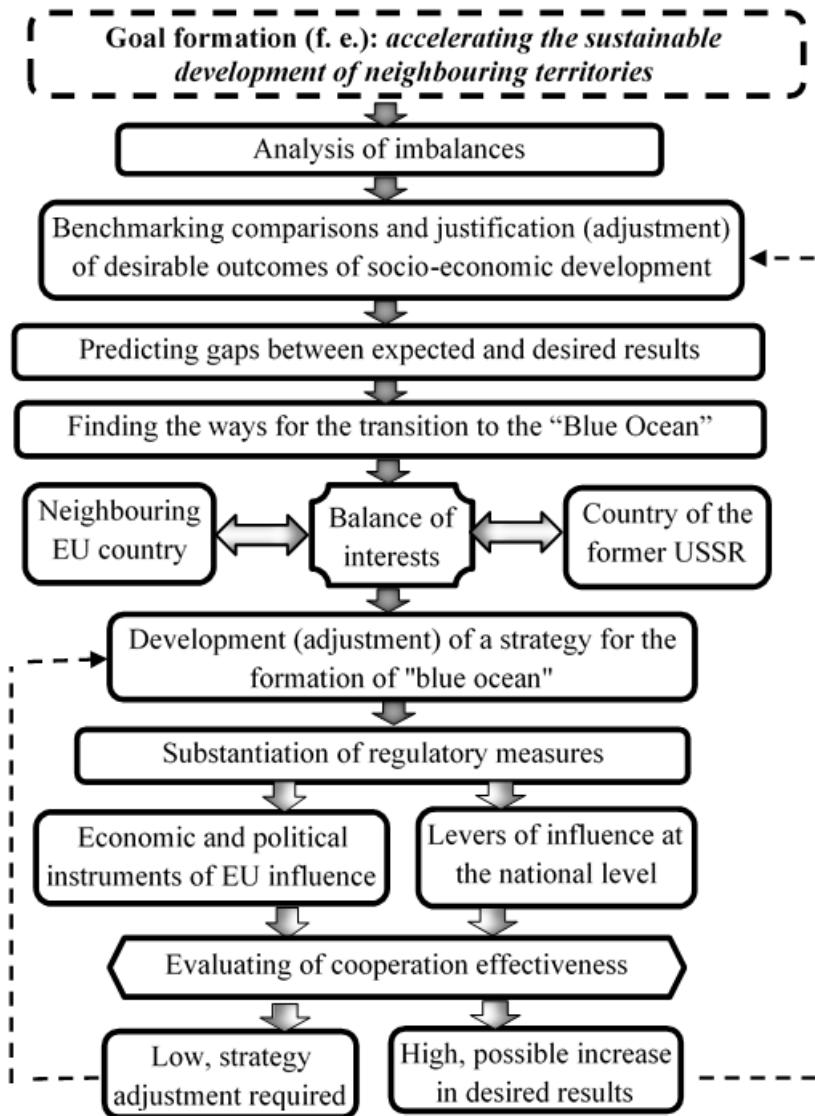 Goal formation (f. e.): accelerating the sustainable
development of neighbouring territories
Analysis of imbalances
Benchmarking comparisons and justification (adjustment)
of desirable outcomes of socio-economic development
Predicting gaps between expected and desired results
Finding the ways for the transition to the “Blue Ocean”
Neighbouring
EU country
Balance of
interests
Country of the
former USSR
Development (adjustment) of a strategy for the
formation of "blue ocean"
Substantiation of regulatory measures
Economic and political
instruments of EU influence
Levers of influence at
the national level
Evaluating of cooperation effectiveness
Low, strategy
adjustment required
High, possible increase
in desired results